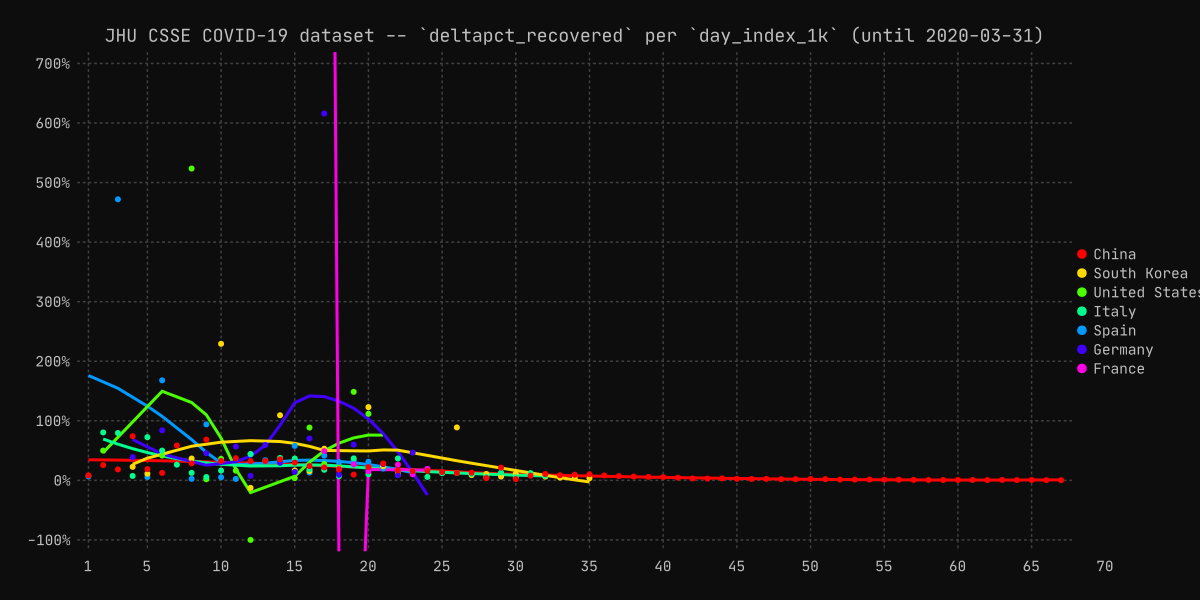 JHU CSSE COVID-19 dataset -- `deltapct_recovered` per `day_index_1k` (until 2020-03-31)
700%
600%
500%
400%
300%
200%
100%
0%
-100%
1 5 10 15 20 25 30 35 40 45 50 55 60 65 70
China
South Korea
United States
Italy
Spain
Germany
France